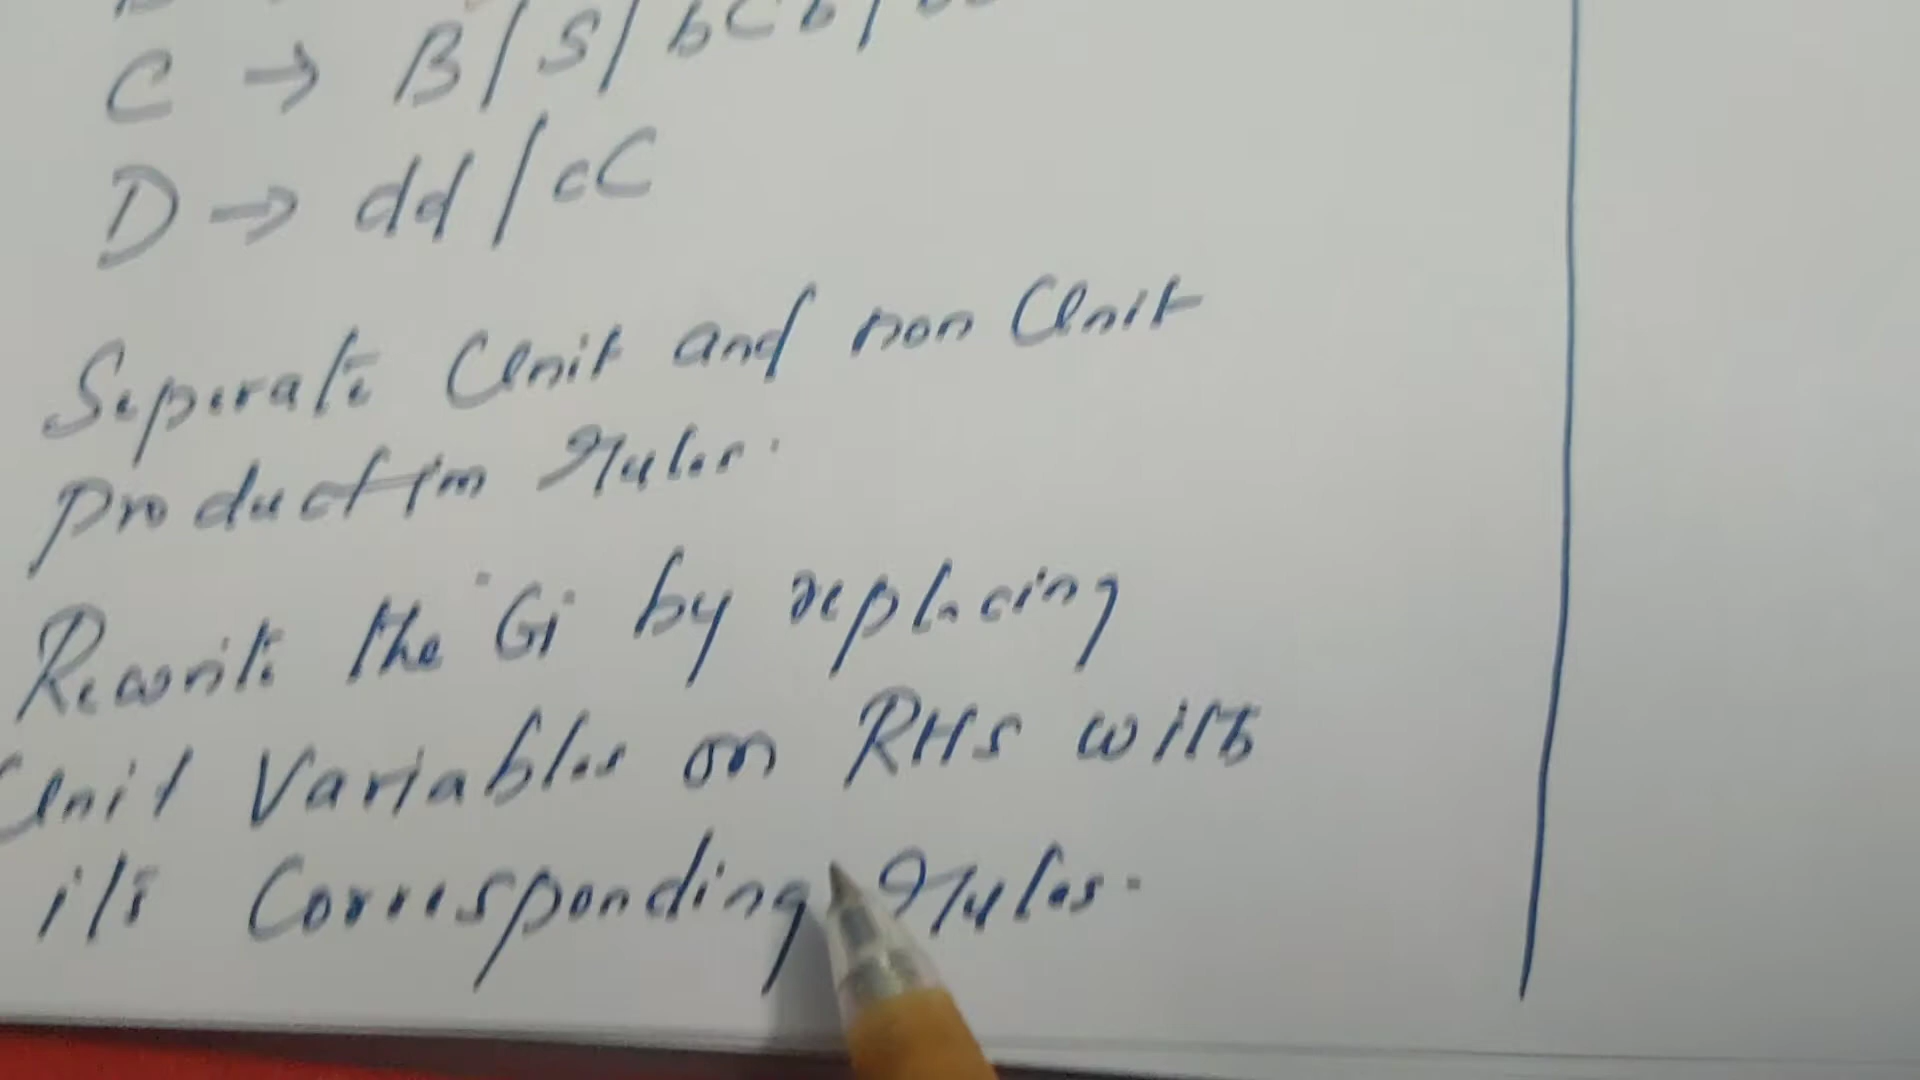 C → B/S/bCb/
D → dd/cC
Seperate Unit and non Unit
Production rules.
Rewrite the G by replacing
Unit Variables on RHS with
its Corresponding rules.